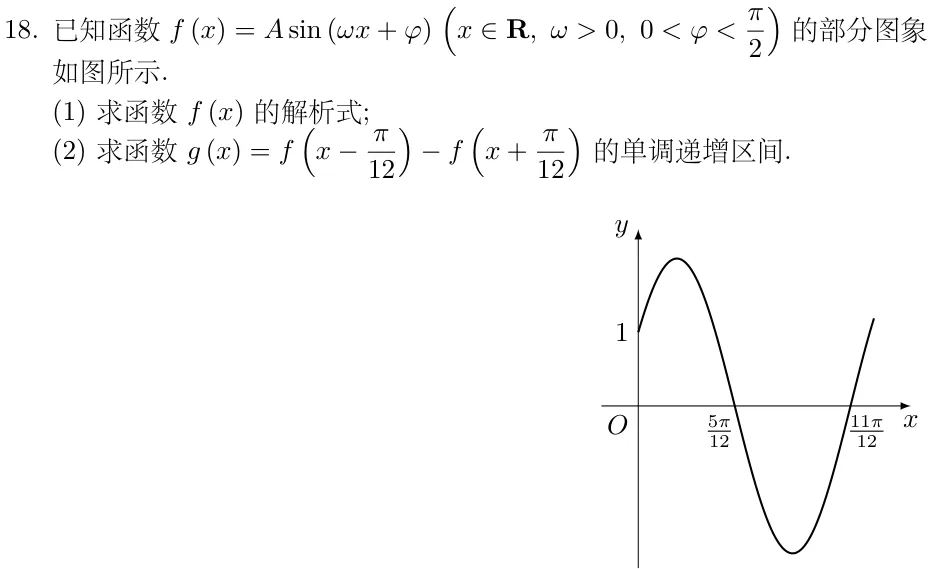 18. 已知函数 f (x) = A sin (ωx + φ) (x ∈ R, ω > 0, 0 < φ < π/2) 的部分图象
如图所示.
(1) 求函数 f (x) 的解析式;
(2) 求函数 g (x) = f (x − π/12) − f (x + π/12) 的单调递增区间.
y
1
O
5π/12
11π/12
x